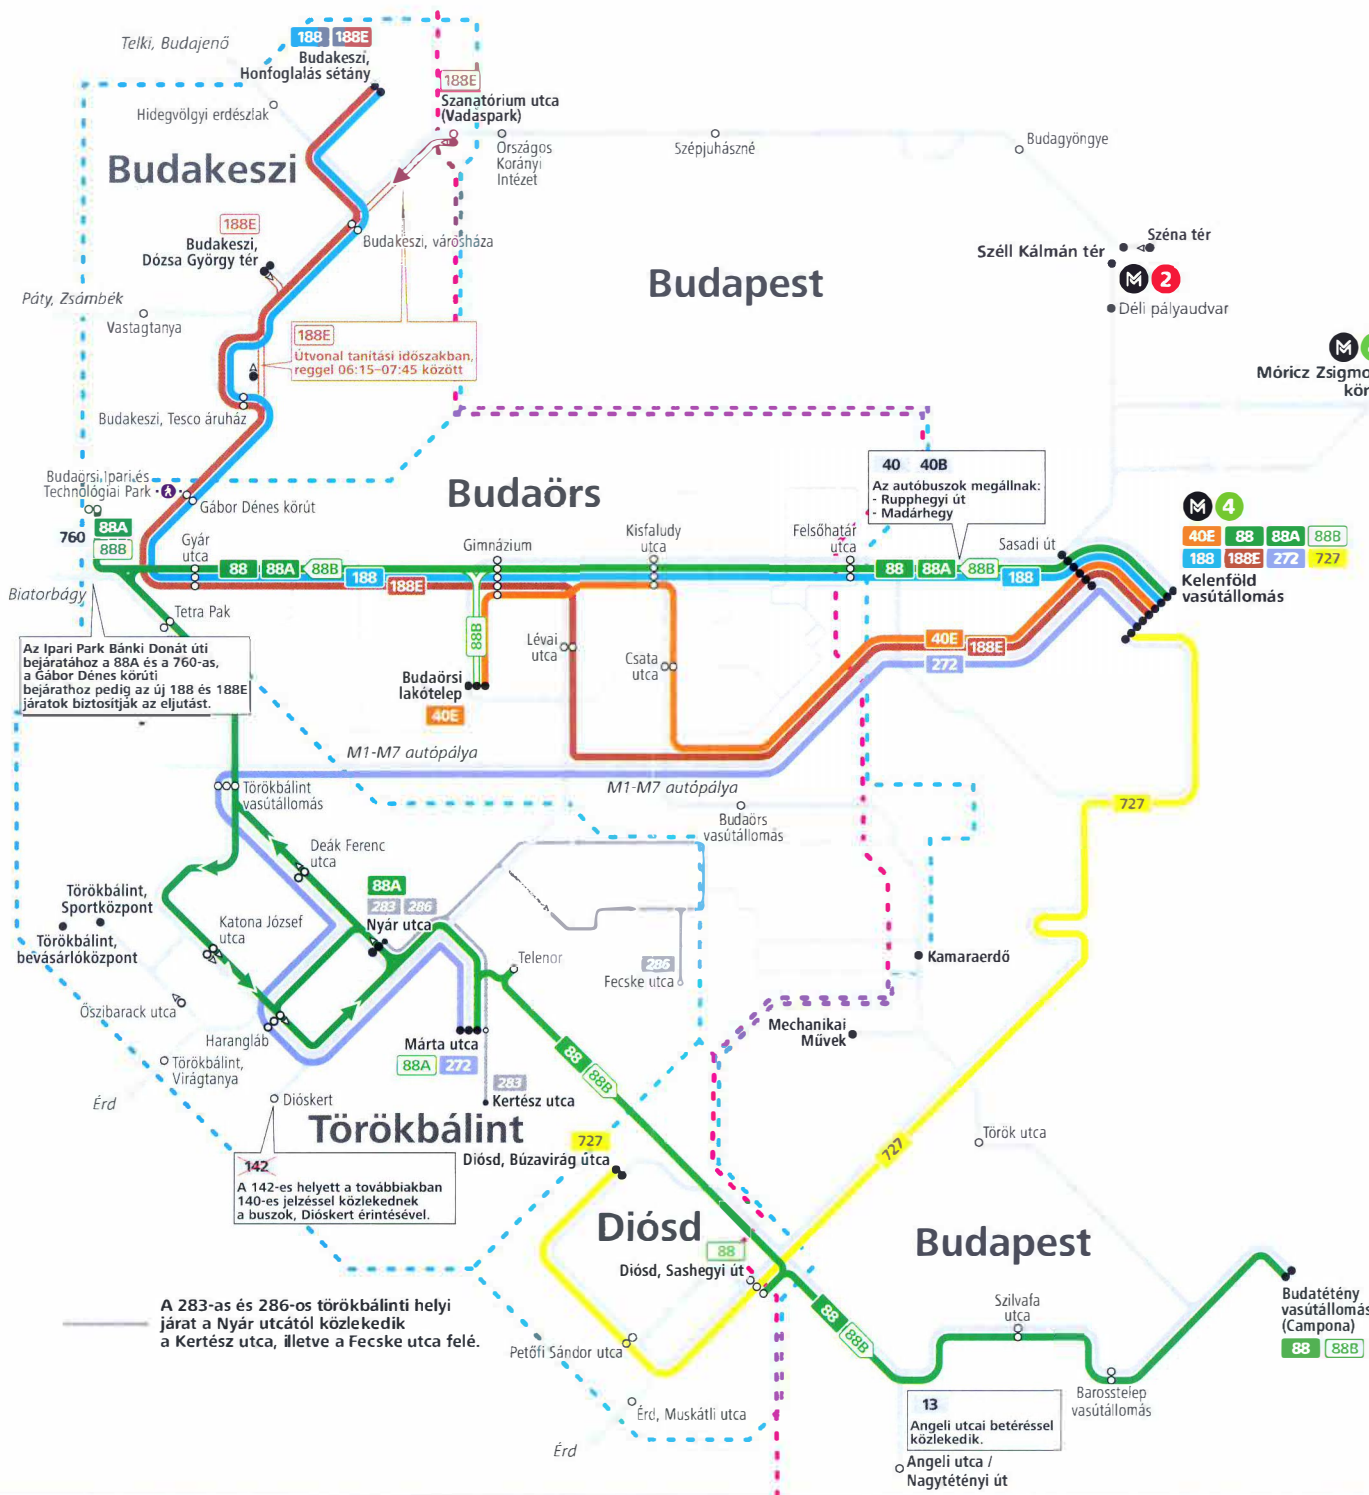 Telki, Budajenő
188 188E
Budakeszi,
Honfoglalás sétány
188E
Szanatórium utca
(Vadaspark)
Hidegvölgyi erdészlak
Országos
Korányi
Intézet
Szépjuhászné
Budagyöngye
Budakeszi
188E
Budakeszi,
Dózsa György tér
Budakeszi, városháza
Széll Kálmán tér
Széna tér
M 2
Déli pályaudvar
Budapest
Páty, Zsámbék
Vastagtanya
188E
Útvonal tanítási időszakban,
reggel 06:15–07:45 között
M
Móricz Zsigmo
kör
Budakeszi, Tesco áruház
Budaörsi Ipari és
Technológiai Park
Gábor Dénes körút
Budaörs
40 40B
Az autóbuszok megállnak:
- Rupphegyi út
- Madárhegy
M 4
40E 88 88A 88B
188 188E 272 727
Kelenföld
vasútállomás
760
88A
88B
Gyár
utca
Gimnázium
Kisfaludy
utca
Felsőhatár
utca
Sasadi út
88 88A 88B 188 188E
88 88A 88B 188
Biatorbágy
Tetra Pak
Az Ipari Park Bánki Donát úti
bejáratához a 88A és a 760-as,
a Gábor Dénes körúti
bejárathoz pedig az új 188 és 188E
járatok biztosítják az eljutást.
88B
Lévai
utca
Csata
utca
40E
188E
272
Budaörsi
lakótelep
40E
M1-M7 autópálya
M1-M7 autópálya
Törökbálint
vasútállomás
Budaörs
vasútállomás
727
Deák Ferenc
utca
Törökbálint,
Sportközpont
Törökbálint,
bevásárlóközpont
Katona József
utca
88A
283 286
Nyár utca
Telenor
286
Fecske utca
Kamaraerdő
Őszibarack utca
Harangláb
Törökbálint,
Virágtanya
Márta utca
88A 272
88
88B
Mechanikai
Művek
283
Kertész utca
Érd
Dióskert
Törökbálint
142
A 142-es helyett a továbbiakban
140-es jelzéssel közlekednek
a buszok, Dióskert érintésével.
727
Diósd, Búzavirág utca
Török utca
727
Diósd
88
Diósd, Sashegyi út
Budapest
A 283-as és 286-os törökbálinti helyi
járat a Nyár utcától közlekedik
a Kertész utca, illetve a Fecske utca felé.
88
88B
Szilvafa
utca
Budatétény
vasútállomás
(Campona)
88 88B
Petőfi Sándor utca
Barosstelep
vasútállomás
Érd, Muskátli utca
Érd
13
Angeli utcai betéréssel
közlekedik.
Angeli utca /
Nagytétényi út